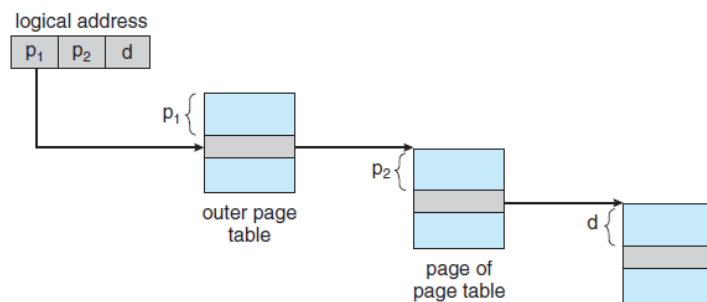 logical address
p1 p2 d
p1
outer page
table
p2
page of
page table
d